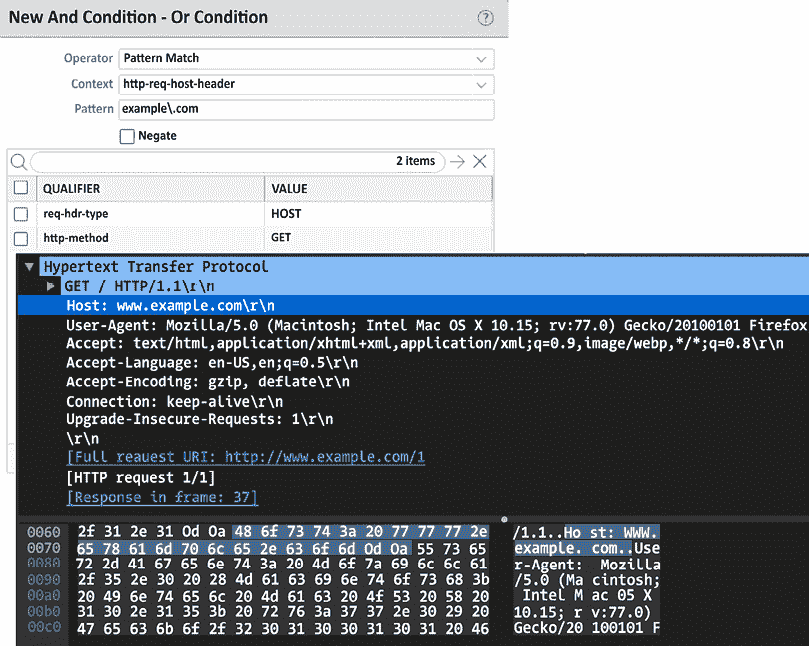 New And Condition - Or Condition
Operator Pattern Match
Context http-req-host-header
Pattern example\.com
Negate
2 items
QUALIFIER VALUE
req-hdr-type HOST
http-method GET
Hypertext Transfer Protocol
GET / HTTP/1.1\r\n
Host: www.example.com\r\n
User-Agent: Mozilla/5.0 (Macintosh; Intel Mac OS X 10.15; rv:77.0) Gecko/20100101 Firefox
Accept: text/html,application/xhtml+xml,application/xml;q=0.9,image/webp,*/*;q=0.8\r\n
Accept-Language: en-US,en;q=0.5\r\n
Accept-Encoding: gzip, deflate\r\n
Connection: keep-alive\r\n
Upgrade-Insecure-Requests: 1\r\n
\r\n
[Full reauest URI: http://www.example.com/1
[HTTP request 1/1]
[Response in frame: 37]
0060 2f 31 2e 31 0d 0a 48 6f 73 74 3a 20 77 77 77 2e /1.1..Ho st: WWW.
0070 65 78 61 6d 70 6c 65 2e 63 6f 6d 0d 0a 55 73 65 example. com..Use
0080 72 2d 41 67 65 6e 74 3a 20 4d 6f 7a 69 6c 6c 61 r-Agent: Mozilla
0090 2f 35 2e 30 20 28 4d 61 63 69 6e 74 6f 73 68 3b /5.0 (Ma cintosh;
00a0 20 49 6e 74 65 6c 20 4d 61 63 20 4f 53 20 58 20 Intel M ac 05 X
00b0 31 30 2e 31 35 3b 20 72 76 3a 37 37 2e 30 29 20 10.15; r v:77.0)
00c0 47 65 63 6b 6f 2f 32 30 31 30 30 31 30 31 20 46 Gecko/20 100101 F